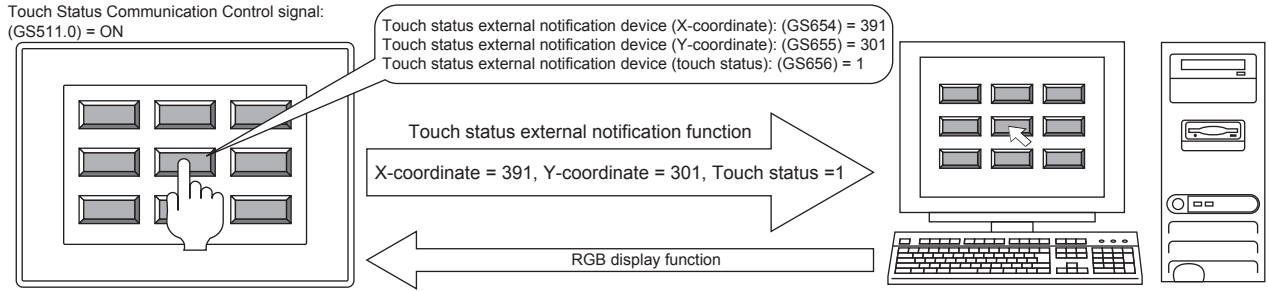 Touch Status Communication Control signal:
(GS511.0) = ON
Touch status external notification device (X-coordinate): (GS654) = 391
Touch status external notification device (Y-coordinate): (GS655) = 301
Touch status external notification device (touch status): (GS656) = 1
Touch status external notification function
X-coordinate = 391, Y-coordinate = 301, Touch status =1
RGB display function